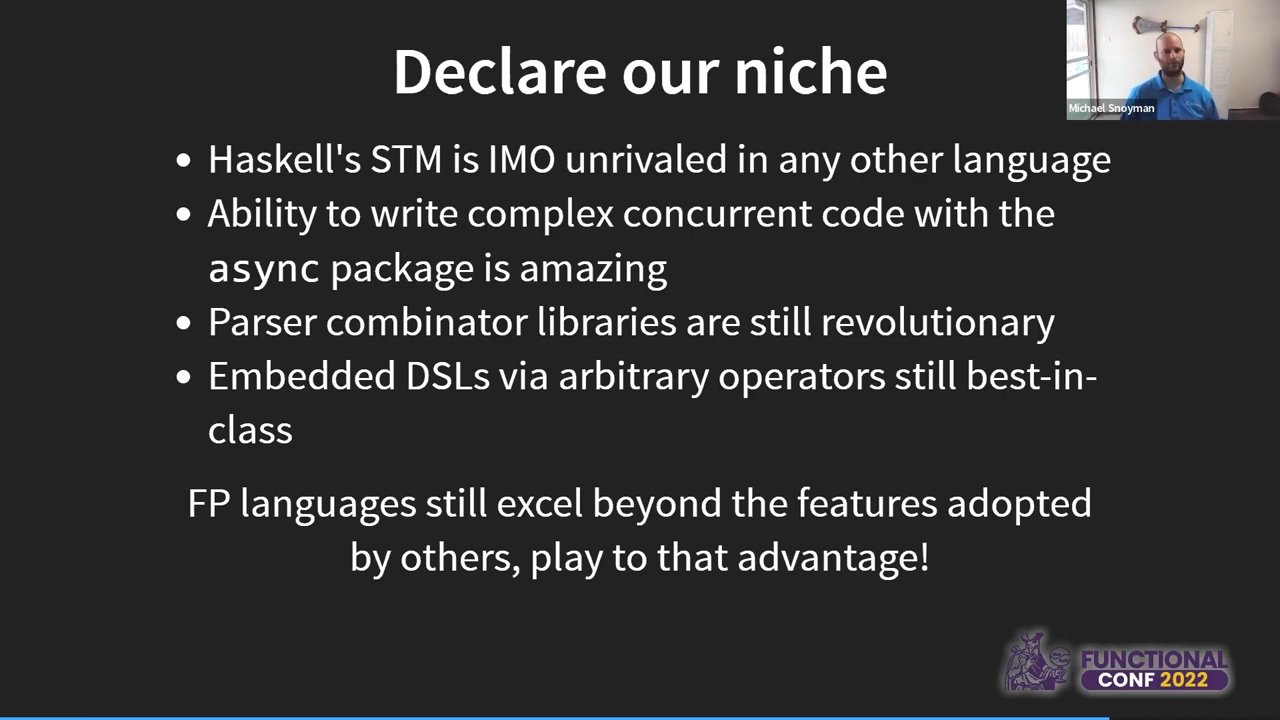 Declare our niche
Michael Snoyman
• Haskell's STM is IMO unrivaled in any other language
• Ability to write complex concurrent code with the
async package is amazing
• Parser combinator libraries are still revolutionary
• Embedded DSLs via arbitrary operators still best-in-
class
FP languages still excel beyond the features adopted
by others, play to that advantage!
FUNCTIONAL
CONF 2022